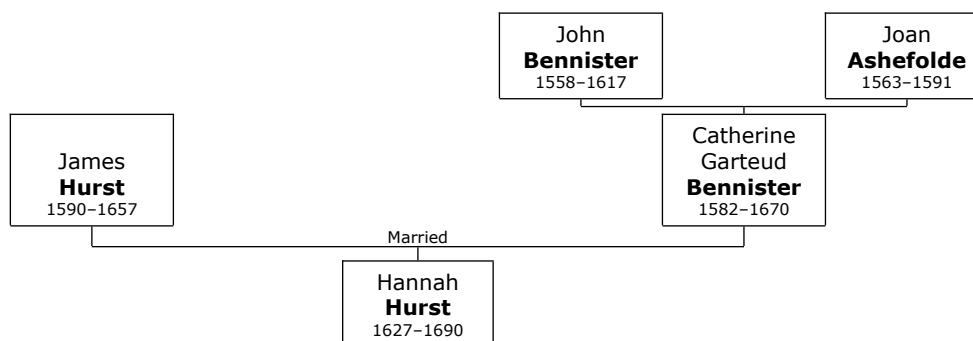 John
Bennister
1558–1617
Joan
Ashefolde
1563–1591
James
Hurst
1590–1657
Catherine
Garteud
Bennister
1582–1670
Married
Hannah
Hurst
1627–1690